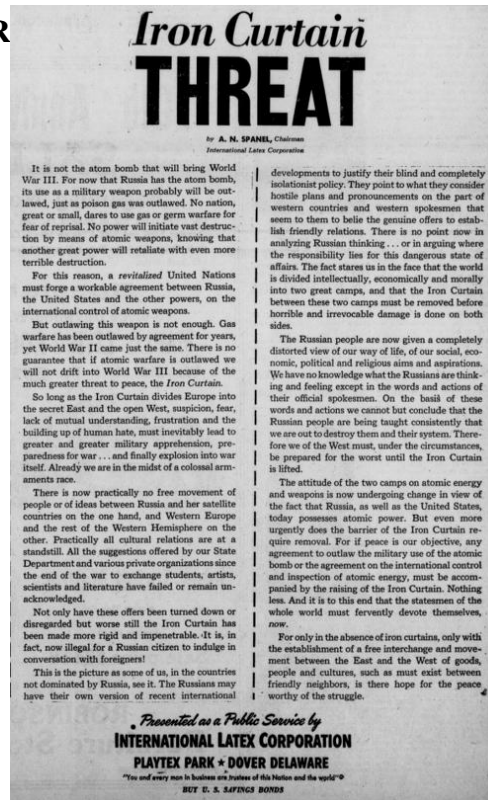 R
Iron Curtain
THREAT
by A. N. SPANEL, Chairman
International Latex Corporation
It is not the atom bomb that will bring World
War III. For now that Russia has the atom bomb,
its use as a military weapon probably will be out-
lawed, just as poison gas was outlawed. No nation,
great or small, dares to use gas or germ warfare for
fear of reprisal. No power will initiate vast destruc-
tion by means of atomic weapons, knowing that
another great power will retaliate with even more
terrible destruction.
For this reason, a revitalized United Nations
must forge a workable agreement between Russia,
the United States and the other powers, on the
international control of atomic weapons.
But outlawing this weapon is not enough. Gas
warfare has been outlawed by agreement for years,
yet World War II came just the same. There is no
guarantee that if atomic warfare is outlawed we
will not drift into World War III because of the
much greater threat to peace, the Iron Curtain.
So long as the Iron Curtain divides Europe into
the secret East and the open West, suspicion, fear,
lack of mutual understanding, frustration and the
building up of human hate, must inevitably lead to
greater and greater military apprehension, pre-
paredness for war . . . and finally explosion into war
itself. Already we are in the midst of a colossal arm-
aments race.
There is now practically no free movement of
people or of ideas between Russia and her satellite
countries on the one hand, and Western Europe
and the rest of the Western Hemisphere on the
other. Practically all cultural relations are at a
standstill. All the suggestions offered by our State
Department and various private organizations since
the end of the war to exchange students, artists,
scientists and literature have failed or remain un-
acknowledged.
Not only have these offers been turned down or
disregarded but worse still the Iron Curtain has
been made more rigid and impenetrable. It is, in
fact, now illegal for a Russian citizen to indulge in
conversation with foreigners!
This is the picture as some of us, in the countries
not dominated by Russia, see it. The Russians may
have their own version of recent international
developments to justify their blind and completely
isolationist policy. They point to what they consider
hostile plans and pronouncements on the part of
western countries and western spokesmen that
seem to them to belie the genuine offers to estab-
lish friendly relations. There is no point now in
analyzing Russian thinking . . . or in arguing where
the responsibility lies for this dangerous state of
affairs. The fact stares us in the face that the world
is divided intellectually, economically and morally
into two great camps, and that the Iron Curtain
between these two camps must be removed before
horrible and irrevocable damage is done on both
sides.
The Russian people are now given a completely
distorted view of our way of life, of our social, eco-
nomic, political and religious aims and aspirations.
We have no knowledge what the Russians are think-
ing and feeling except in the words and actions of
their official spokesmen. On the basis of these
words and actions we cannot but conclude that the
Russian people are being taught consistently that
we are out to destroy them and their system. There-
fore we of the West must, under the circumstances,
be prepared for the worst until the Iron Curtain
is lifted.
The attitude of the two camps on atomic energy
and weapons is now undergoing change in view of
the fact that Russia, as well as the United States,
today possesses atomic power. But even more
urgently does the barrier of the Iron Curtain re-
quire removal. For if peace is our objective, any
agreement to outlaw the military use of the atomic
bomb or the agreement on the international control
and inspection of atomic energy, must be accom-
panied by the raising of the Iron Curtain. Nothing
less. And it is to this end that the statesmen of the
whole world must fervently devote themselves,
now.
For only in the absence of iron curtains, only with
the establishment of a free interchange and move-
ment between the East and the West of goods,
people and cultures, such as must exist between
friendly neighbors, is there hope for the peace
worthy of the struggle.
Presented as a Public Service by
INTERNATIONAL LATEX CORPORATION
PLAYTEX PARK ★ DOVER DELAWARE
"You and every man in business are trustees of this Nation and the world"
BUY U. S. SAVINGS BONDS